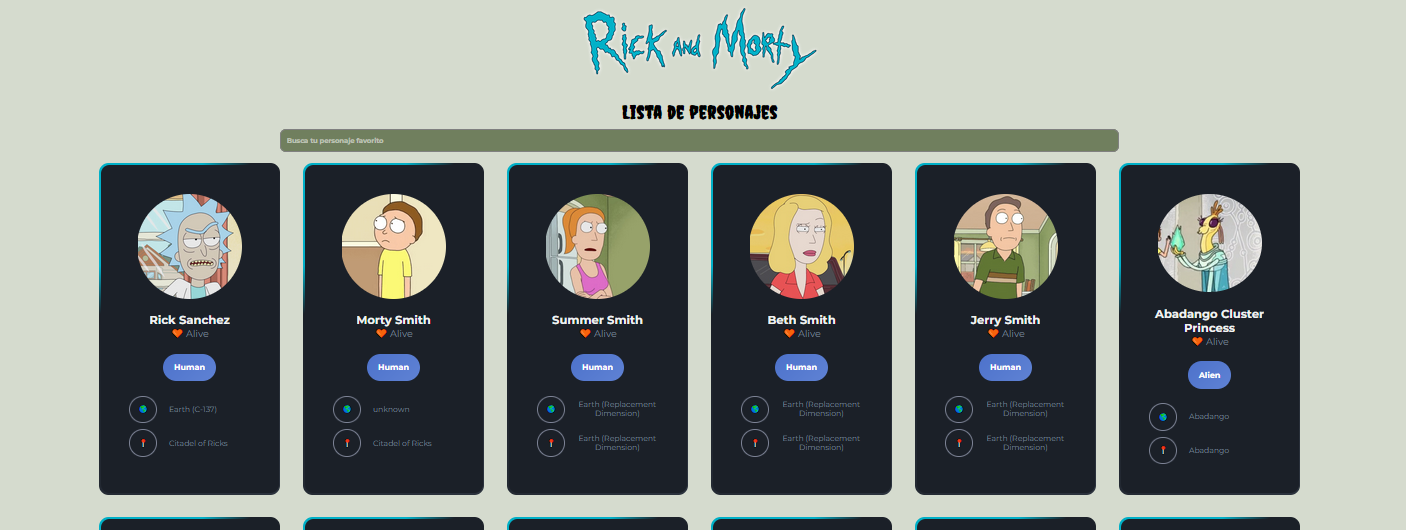 Rick and Morty
LISTA DE PERSONAJES
Busca tu personaje favorito
Rick Sanchez
Alive
Human
Earth (C-137)
Citadel of Ricks
Morty Smith
Alive
Human
unknown
Citadel of Ricks
Summer Smith
Alive
Human
Earth (Replacement
Dimension)
Earth (Replacement
Dimension)
Beth Smith
Alive
Human
Earth (Replacement
Dimension)
Earth (Replacement
Dimension)
Jerry Smith
Alive
Human
Earth (Replacement
Dimension)
Earth (Replacement
Dimension)
Abadango Cluster
Princess
Alive
Alien
Abadango
Abadango